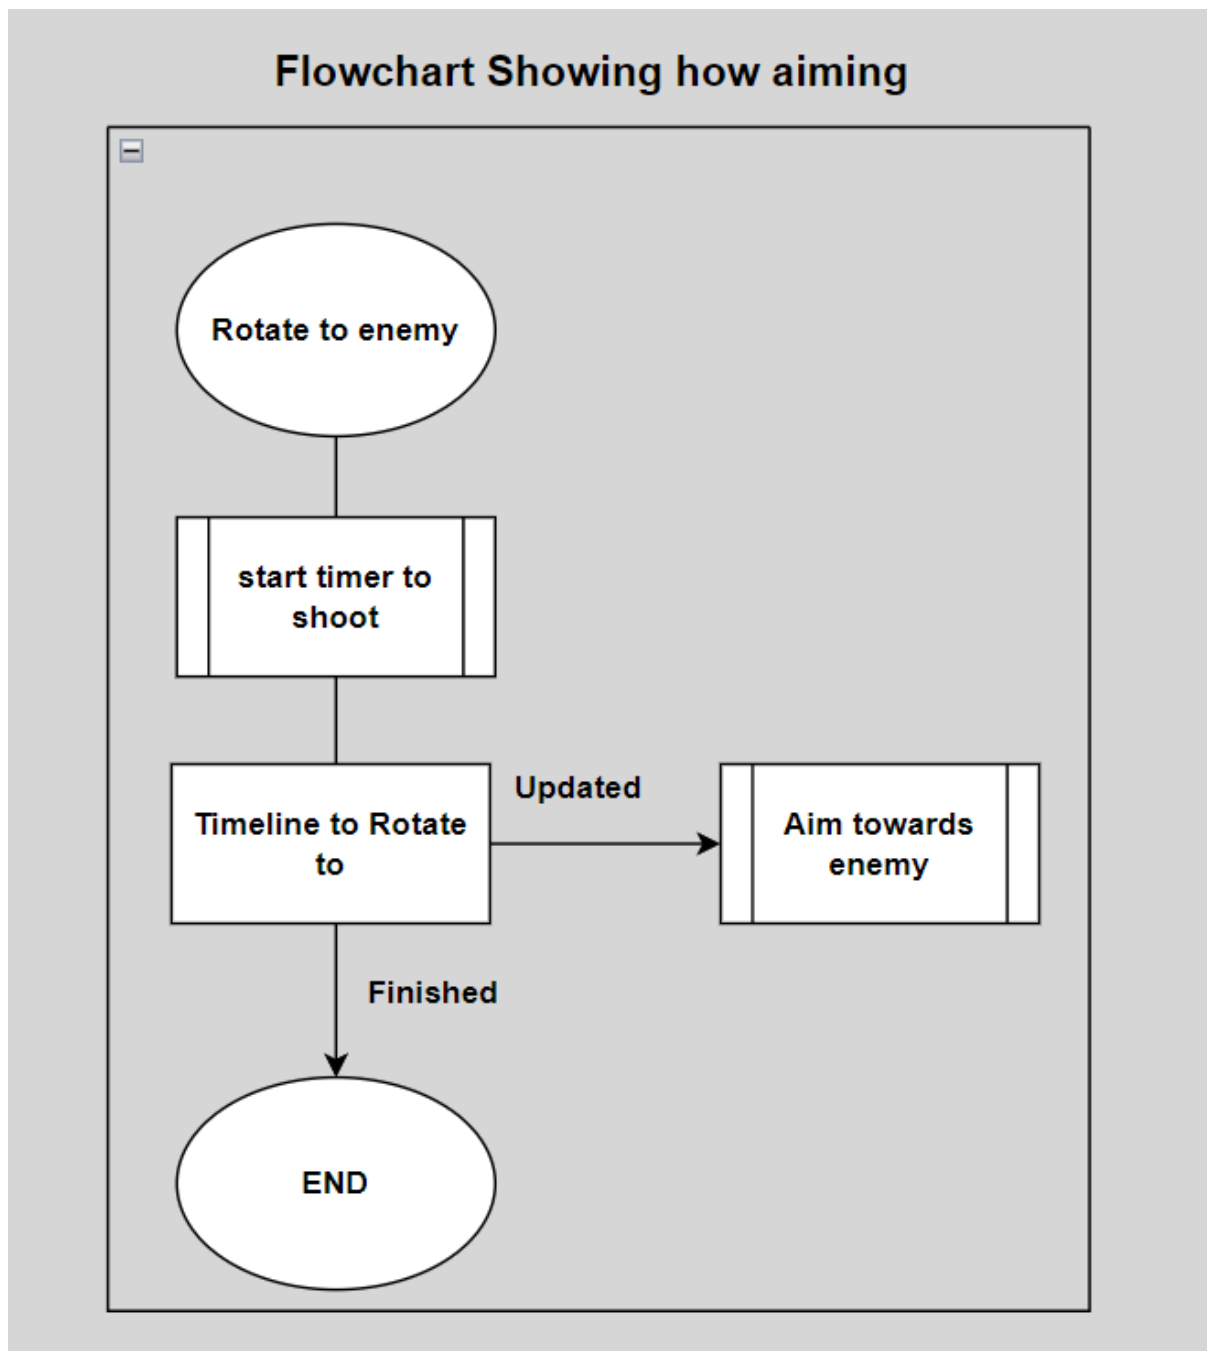 Flowchart Showing how aiming
Rotate to enemy
start timer to
shoot
Timeline to Rotate
to
Updated
Aim towards
enemy
Finished
END